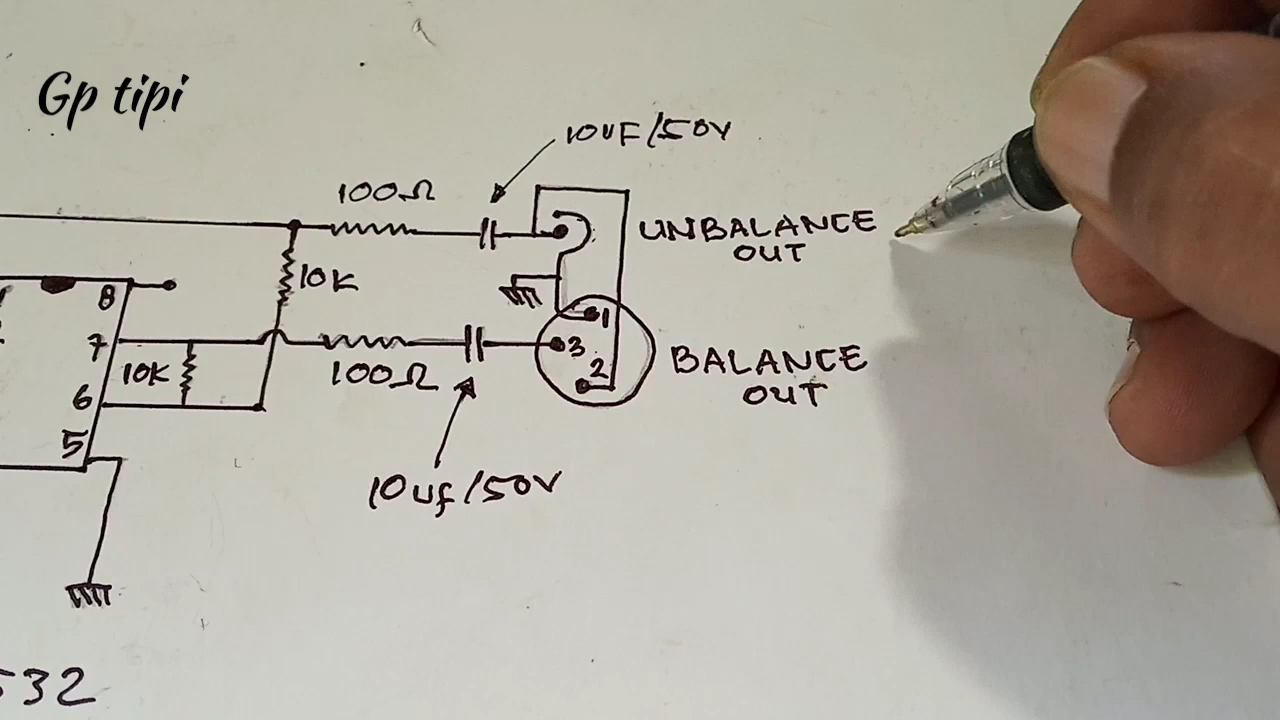 Gp tipi
10UF/50V
100Ω
UNBALANCE
OUT
10K
8
7
10K
6
5
100Ω
1
3
2
BALANCE
OUT
10uf/50V
532